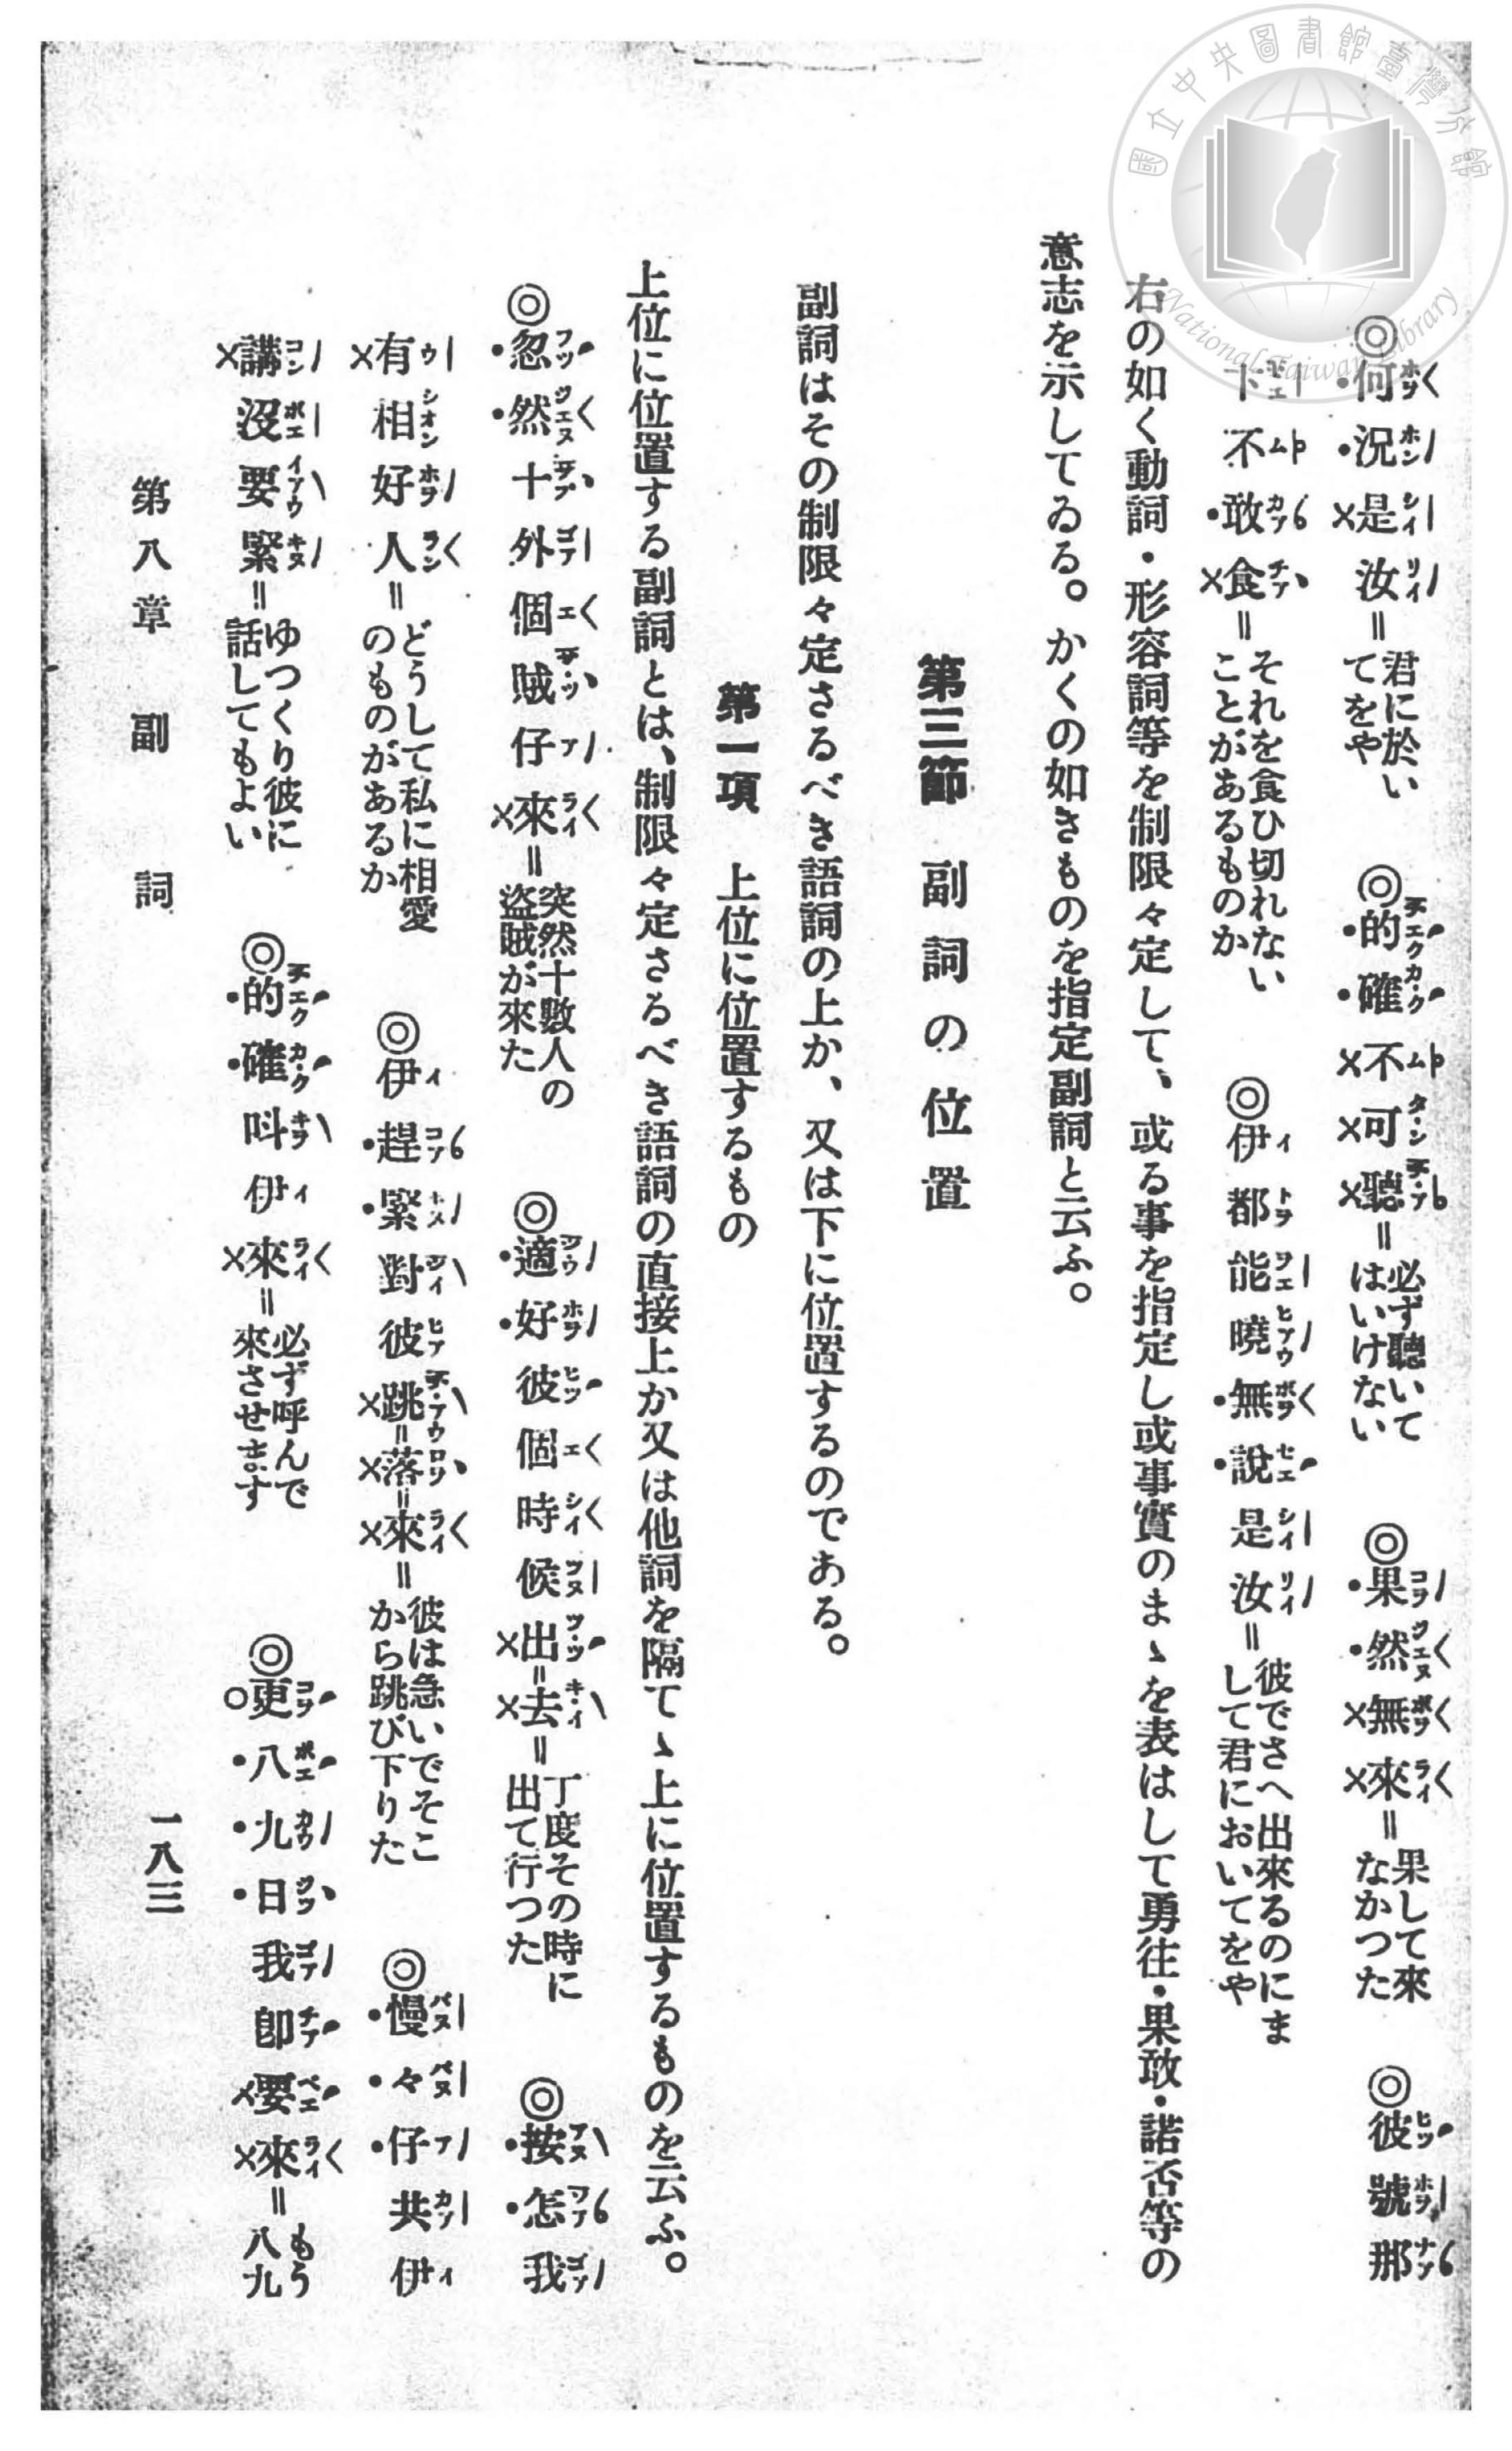 ◎何況是汝=君に於いてをや ◎的確不可聽=必ず聽いてはいけない ◎果然無來=果して來なかつた ◎彼號那
下不敢食=それを食ひ切れないことがあるものか ◎伊都能曉無說是汝=彼でさへ出來るのにまして君においてをや
右の如く動詞・形容詞等を制限々定して、或る事を指定し或事實のまゝを表はして勇往・果敢・諾否等の
意志を示してゐる。かくの如きものを指定副詞と云ふ。
第三節 副詞の位置
副詞はその制限々定さるべき語詞の上か、又は下に位置するのである。
第一項 上位に位置するもの
上位に位置する副詞とは、制限々定さるべき語詞の直接上か又は他詞を隔てゝ上に位置するものを云ふ。
◎忽然十外個賊仔來=突然十數人の盜賊が來た ◎適好彼個時候出=去=丁度その時に出て行つた ◎按怎我
有相好人=どうして私に相愛のものがあるか ◎伊趕緊對彼跳=落=來=彼は急いでそこから跳び下りた ◎慢々仔共伊
講沒要緊=ゆつくり彼に話してもよい ◎的確呌伊來=必ず呼んで來させます ◎更八九日我卽要來=もう八九
第八章 副詞
一八三
國立中央圖書館臺灣分館
National Taiwan Library